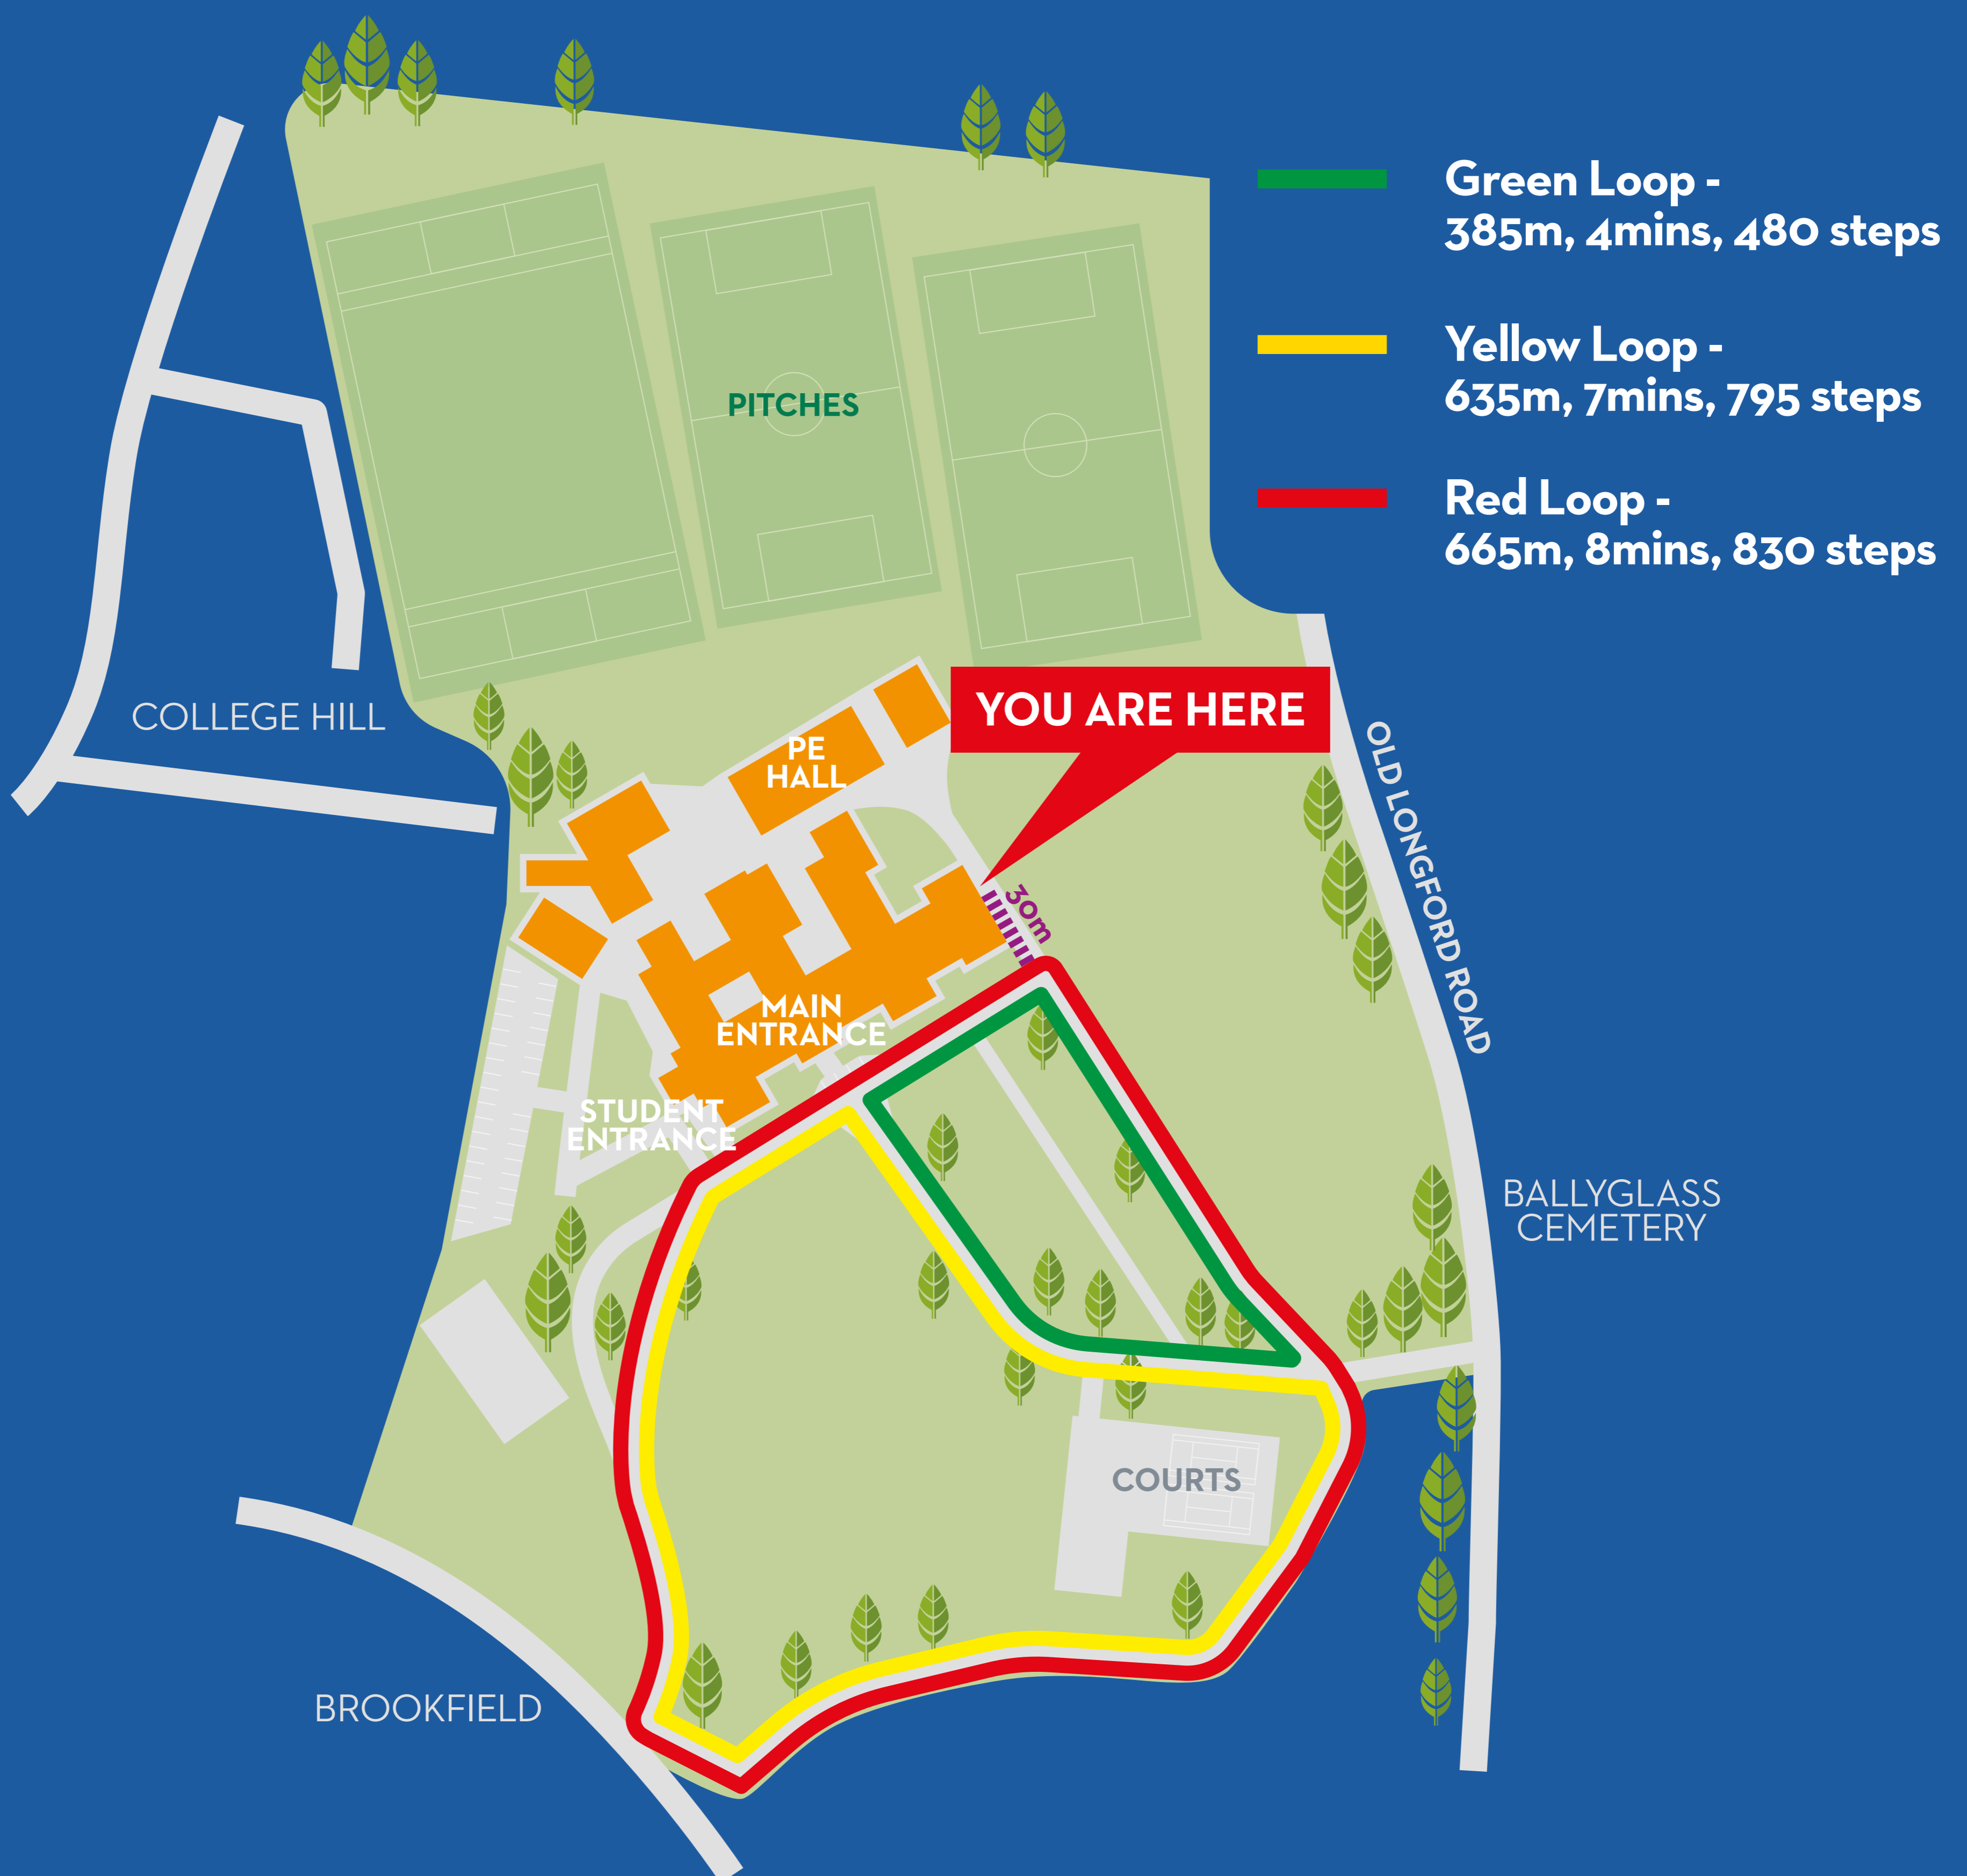 Green Loop -
385m, 4mins, 480 steps
Yellow Loop -
635m, 7mins, 795 steps
Red Loop -
665m, 8mins, 830 steps
PITCHES
COLLEGE HILL
YOU ARE HERE
PE
HALL
OLD LONGFORD ROAD
30m
MAIN
ENTRANCE
STUDENT
ENTRANCE
BALLYGLASS
CEMETERY
COURTS
BROOKFIELD